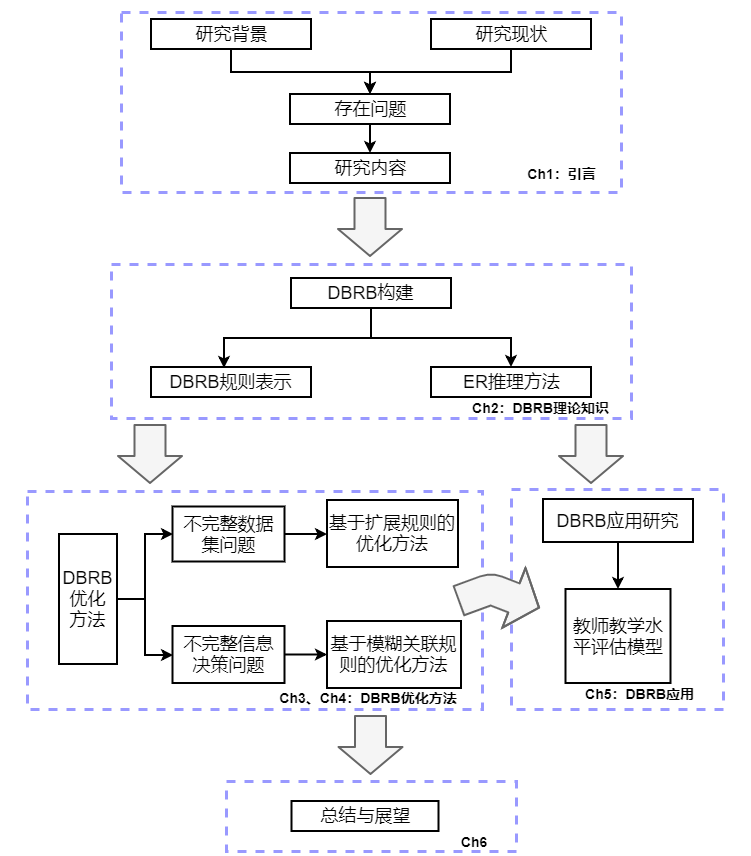 研究背景
研究现状
存在问题
研究内容
Ch1：引言
DBRB构建
DBRB规则表示
ER推理方法
Ch2：DBRB理论知识
DBRB
优化
方法
不完整数据
集问题
基于扩展规则的
优化方法
不完整信息
决策问题
基于模糊关联规
则的优化方法
Ch3、Ch4：DBRB优化方法
DBRB应用研究
教师教学水
平评估模型
Ch5：DBRB应用
总结与展望
Ch6